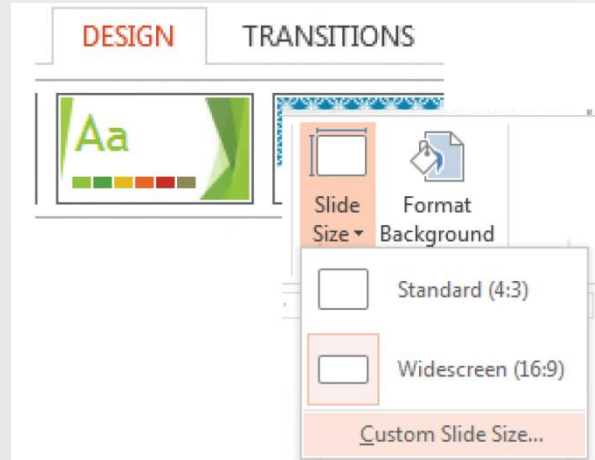 DESIGN TRANSITIONS
Aa
Slide Format
Size Background
Standard (4:3)
Widescreen (16:9)
Custom Slide Size...